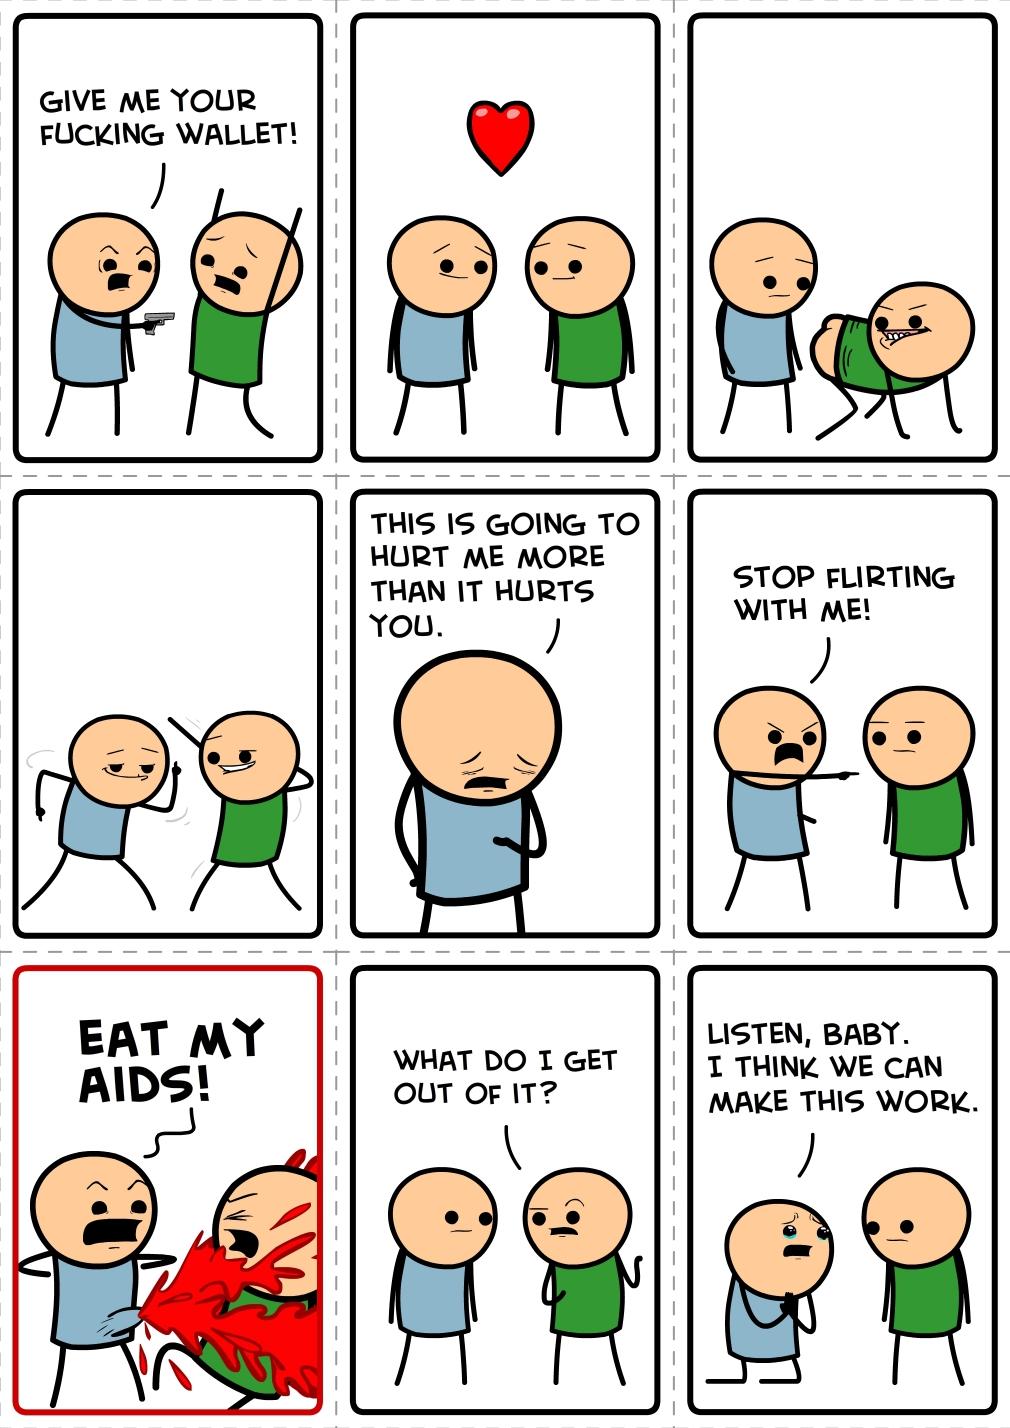 GIVE ME YOUR
FUCKING WALLET!
THIS IS GOING TO
HURT ME MORE
THAN IT HURTS
YOU.
STOP FLIRTING
WITH ME!
EAT MY
AIDS!
WHAT DO I GET
OUT OF IT?
LISTEN, BABY.
I THINK WE CAN
MAKE THIS WORK.